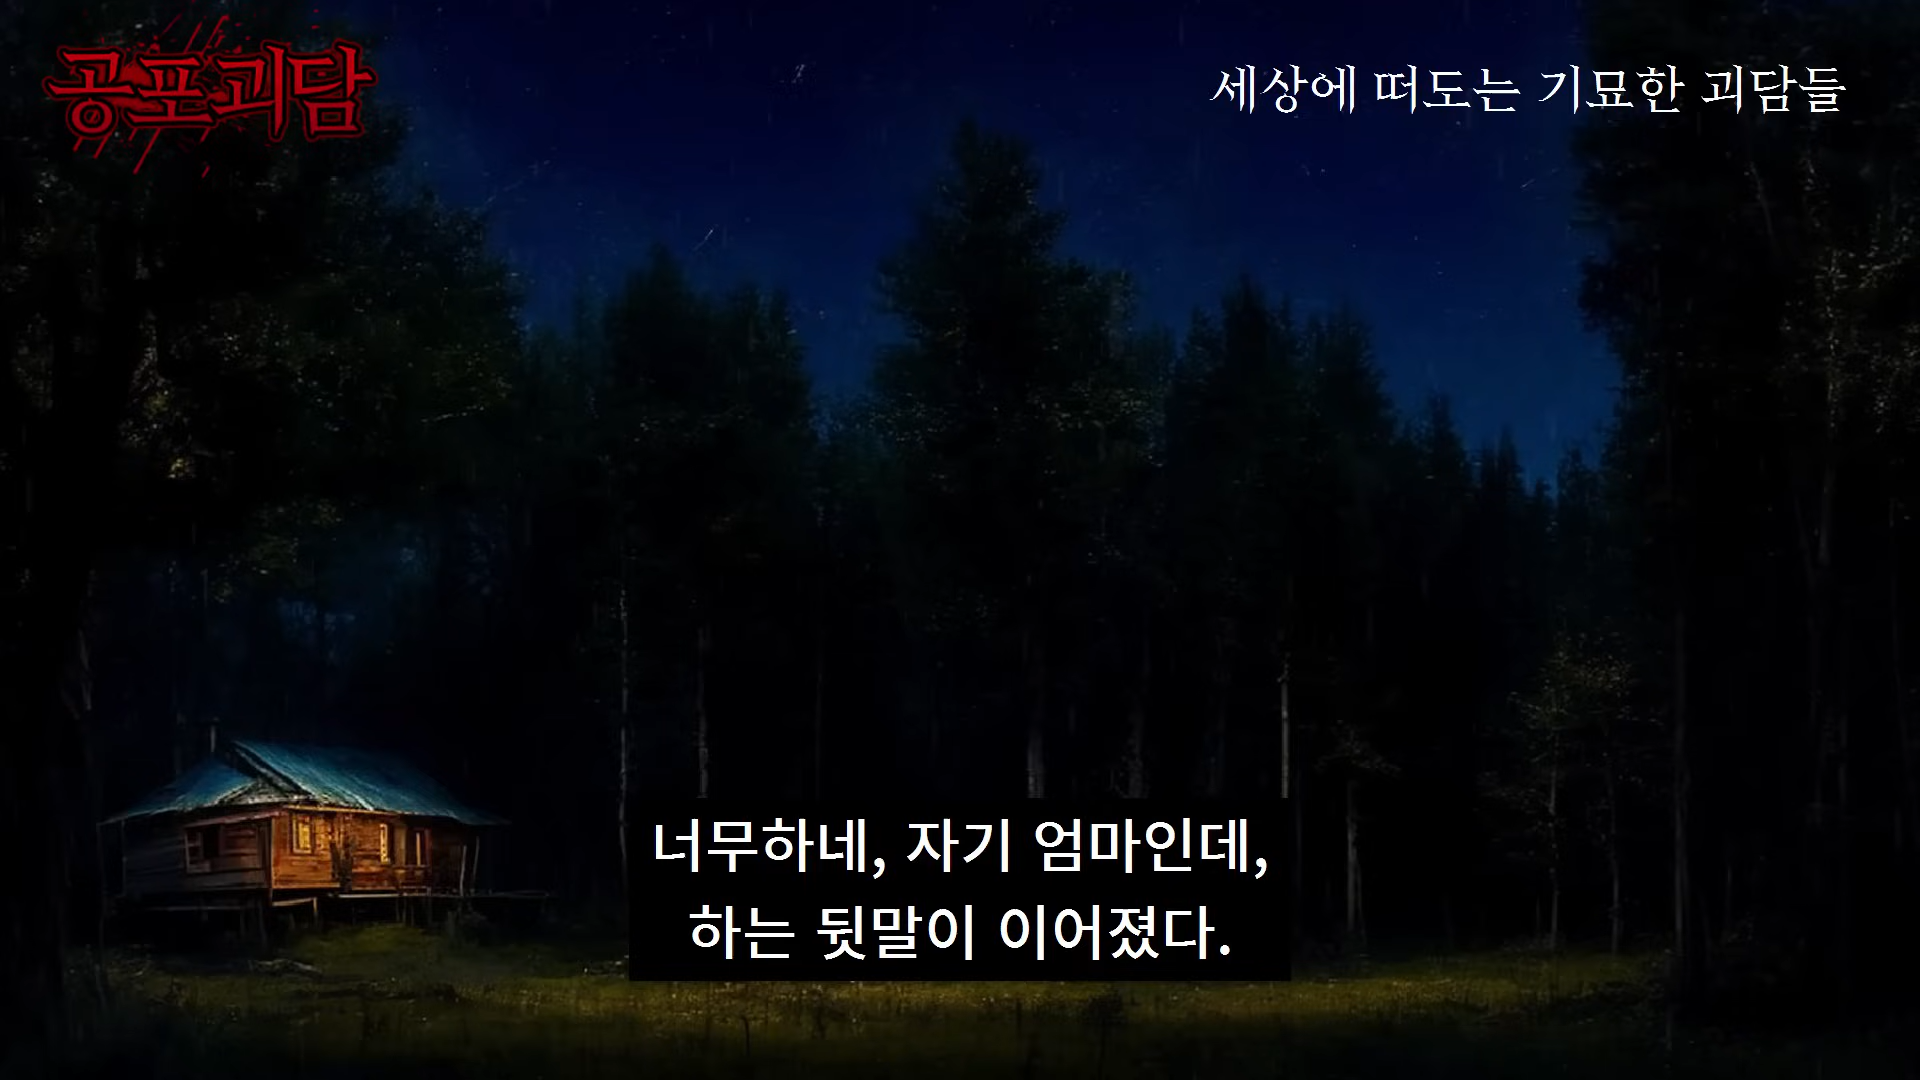 공포괴담
세상에 떠도는 기묘한 괴담들
너무하네, 자기 엄마인데,
하는 뒷말이 이어졌다.